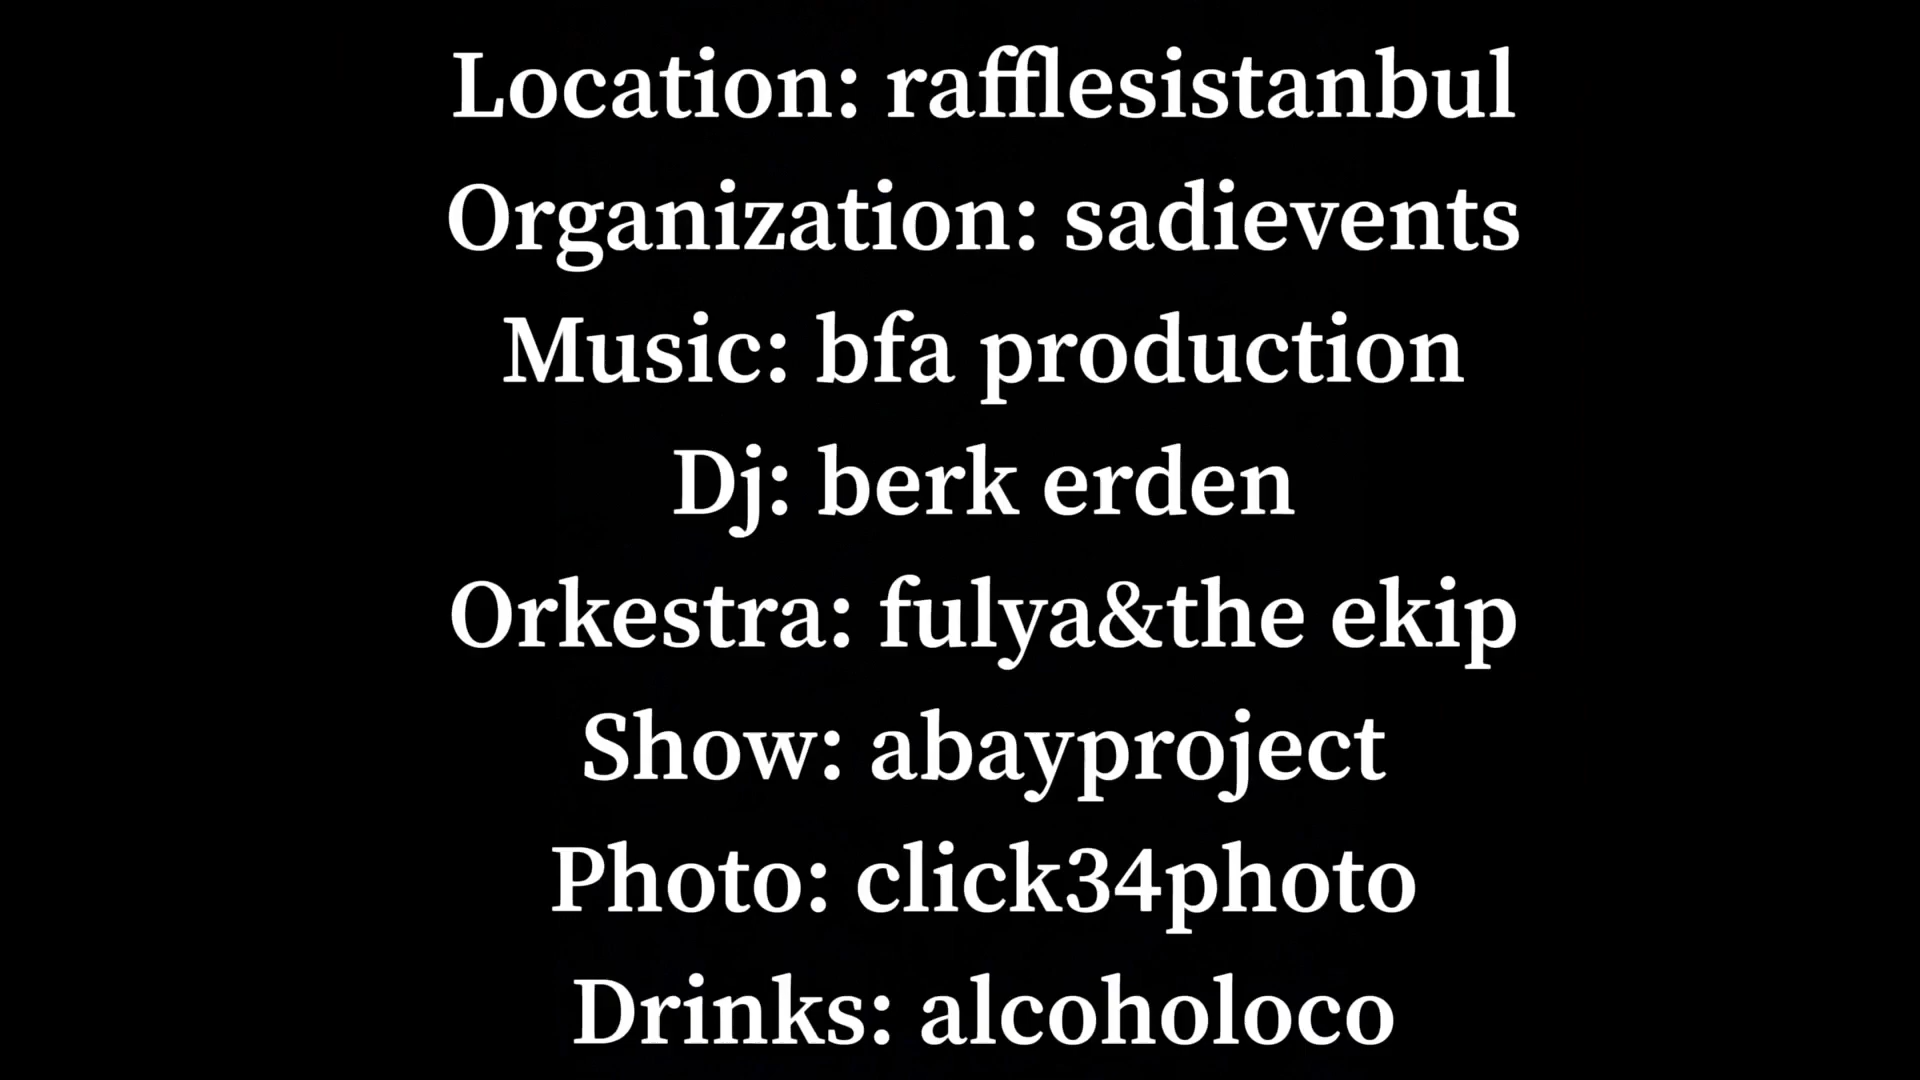 Location: rafflesistanbul
Organization: sadievents
Music: bfa production
Dj: berk erden
Orkestra: fulya&the ekip
Show: abayproject
Photo: click34photo
Drinks: alcoholoco